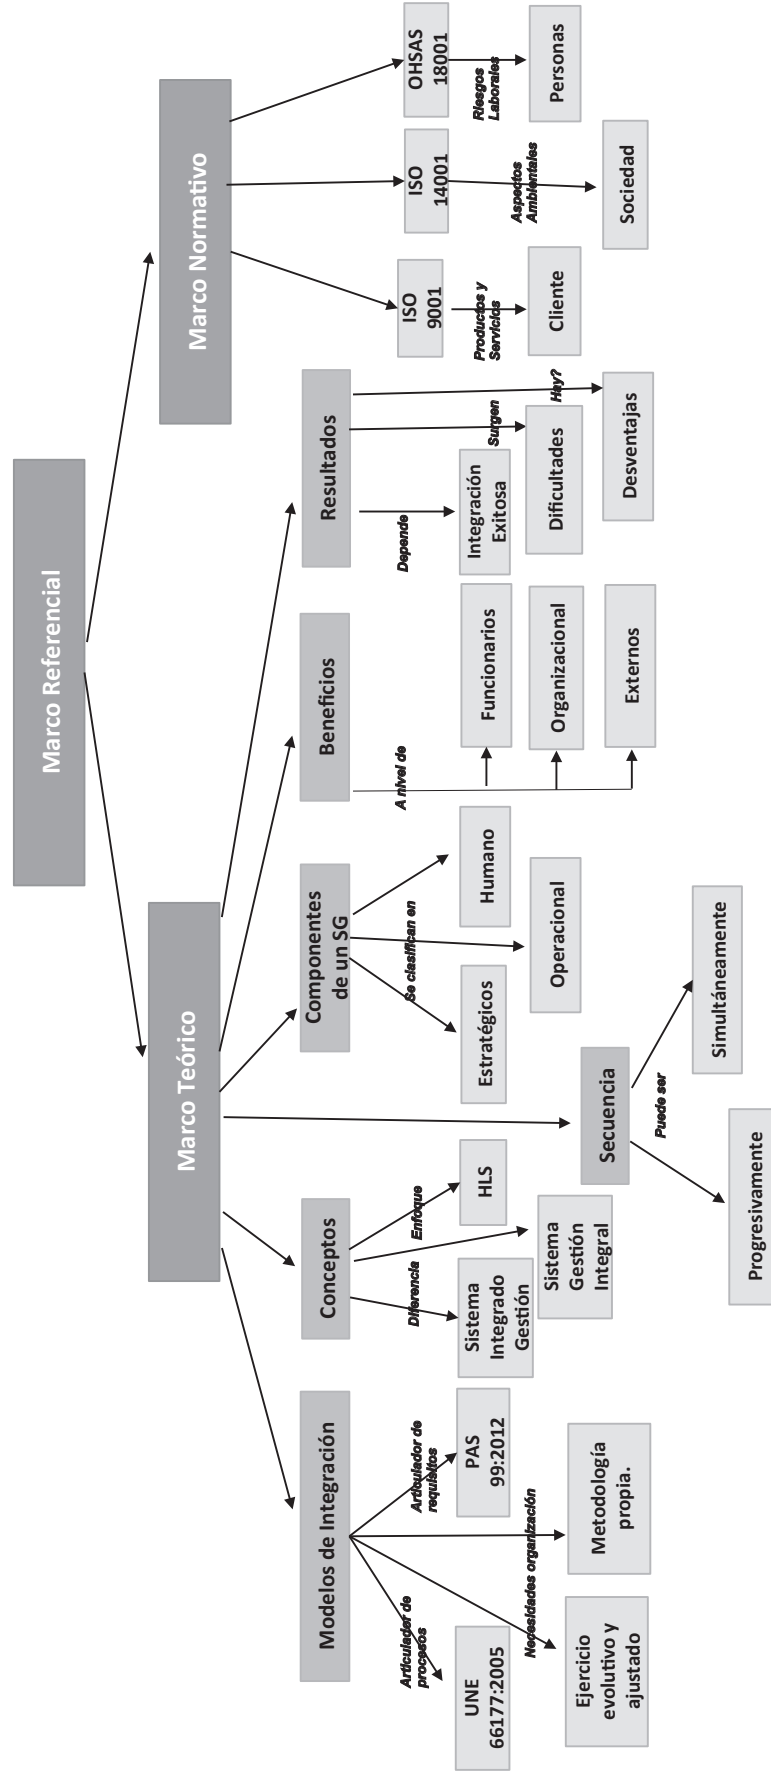 Marco Referencial
Marco Teórico
Marco Normativo
Modelos de Integración
Conceptos
Componentes
de un SG
Beneficios
Resultados
Articulador de
procesos
Articulador de
requisitos
Necesidades organización
UNE
66177:2005
PAS
99:2012
Ejercicio
evolutivo y
ajustado
Metodología
propia.
Diferencia
Enfoque
Sistema
Integrado
Gestión
Sistema
Gestión
Integral
HLS
Secuencia
Puede ser
Progresivamente
Simultáneamente
Se clasifican en
Estratégicos
Operacional
Humano
A nivel de
Funcionarios
Organizacional
Externos
Depende
Surgen
Hay?
Integración
Exitosa
Dificultades
Desventajas
ISO
9001
ISO
14001
OHSAS
18001
Productos y
Servicios
Aspectos
Ambientales
Riesgos
Laborales
Cliente
Sociedad
Personas